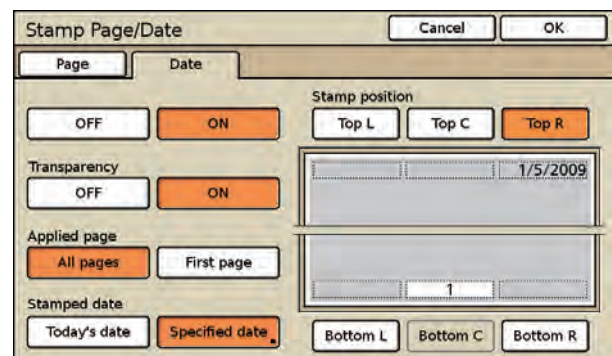 Stamp Page/Date
Cancel
OK
Page
Date
OFF
ON
Transparency
OFF
ON
Applied page
All pages
First page
Stamped date
Today's date
Specified date
Stamp position
Top L
Top C
Top R
1/5/2009
1
Bottom L
Bottom C
Bottom R